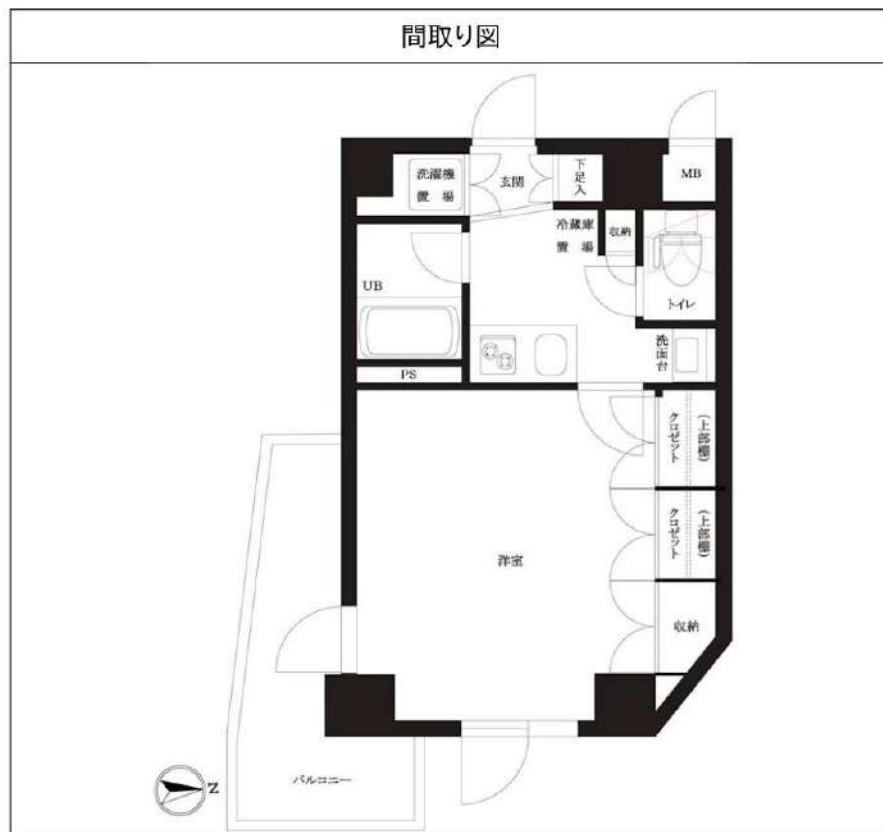 間取り図
洗濯機
置場
玄関
下足入
MB
冷蔵庫
置場
収納
トイレ
UB
洗面台
PS
クロゼット
(上部棚)
クロゼット
(上部棚)
洋室
収納
バルコニー
N